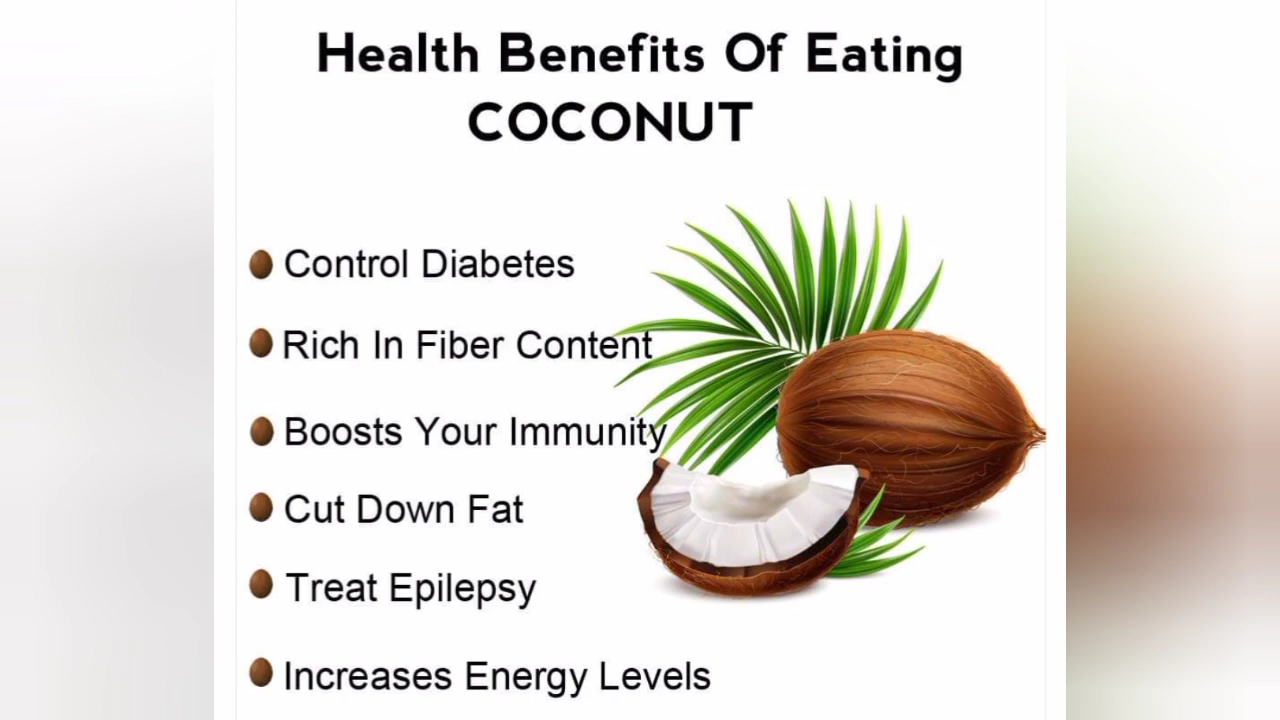 Health Benefits Of Eating
COCONUT
Control Diabetes
Rich In Fiber Content
Boosts Your Immunity
Cut Down Fat
Treat Epilepsy
Increases Energy Levels